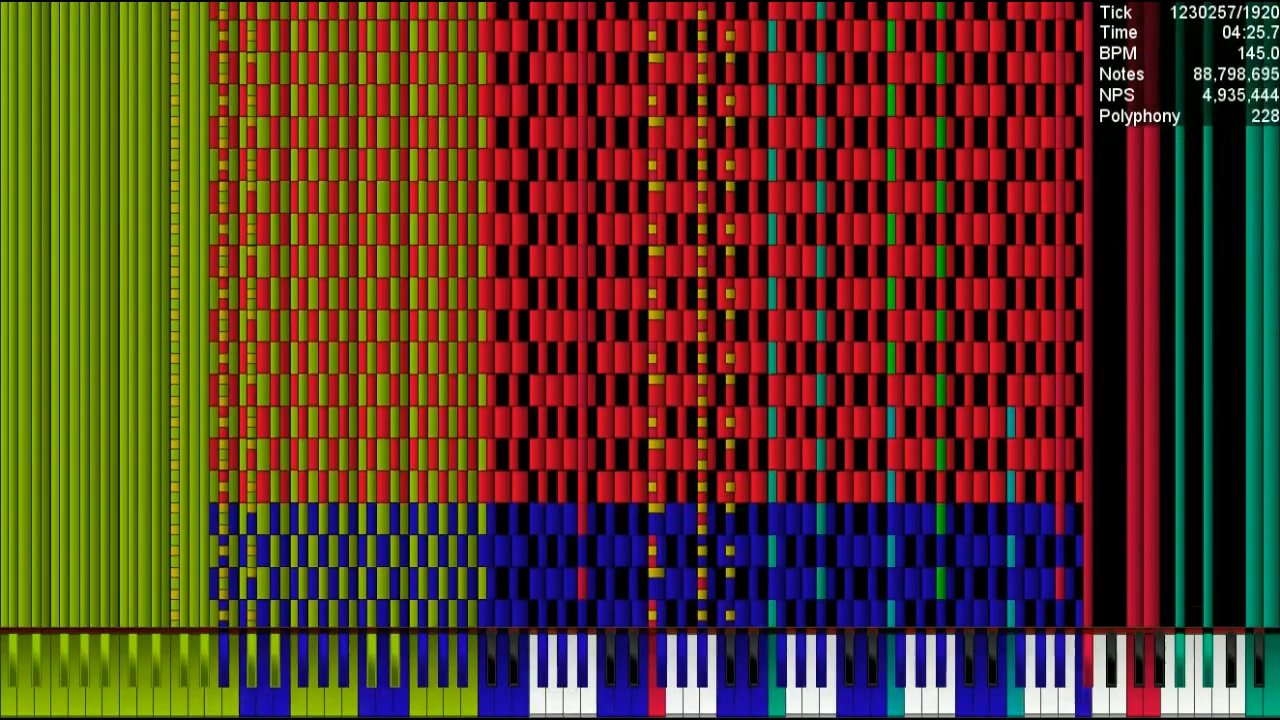 Tick 1230257/1920
Time 04:25.7
BPM 145.0
Notes 88,798,695
NPS 4,935,444
Polyphony 228